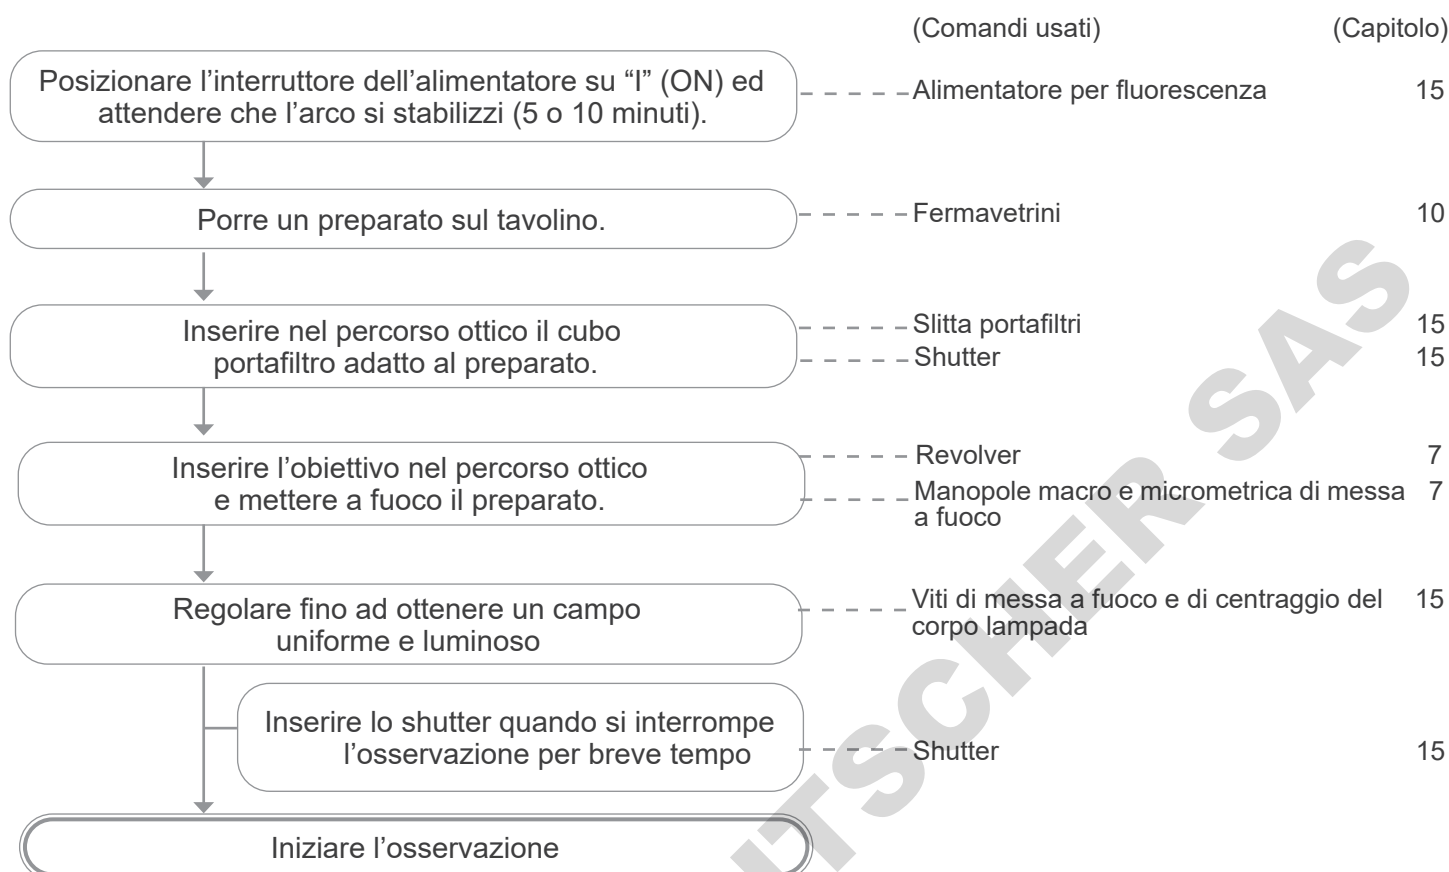 (Comandi usati) (Capitolo)
Posizionare l’interruttore dell’alimentatore su “I” (ON) ed
attendere che l’arco si stabilizzi (5 o 10 minuti).
Alimentatore per fluorescenza 15
Porre un preparato sul tavolino.
Fermavetrini 10
Inserire nel percorso ottico il cubo
portafiltro adatto al preparato.
Slitta portafiltri 15
Shutter 15
Inserire l’obiettivo nel percorso ottico
e mettere a fuoco il preparato.
Revolver 7
Manopole macro e micrometrica di messa 7
a fuoco
Regolare fino ad ottenere un campo
uniforme e luminoso
Viti di messa a fuoco e di centraggio del 15
corpo lampada
Inserire lo shutter quando si interrompe
l’osservazione per breve tempo
Shutter 15
Iniziare l’osservazione
ITSCHER SAS